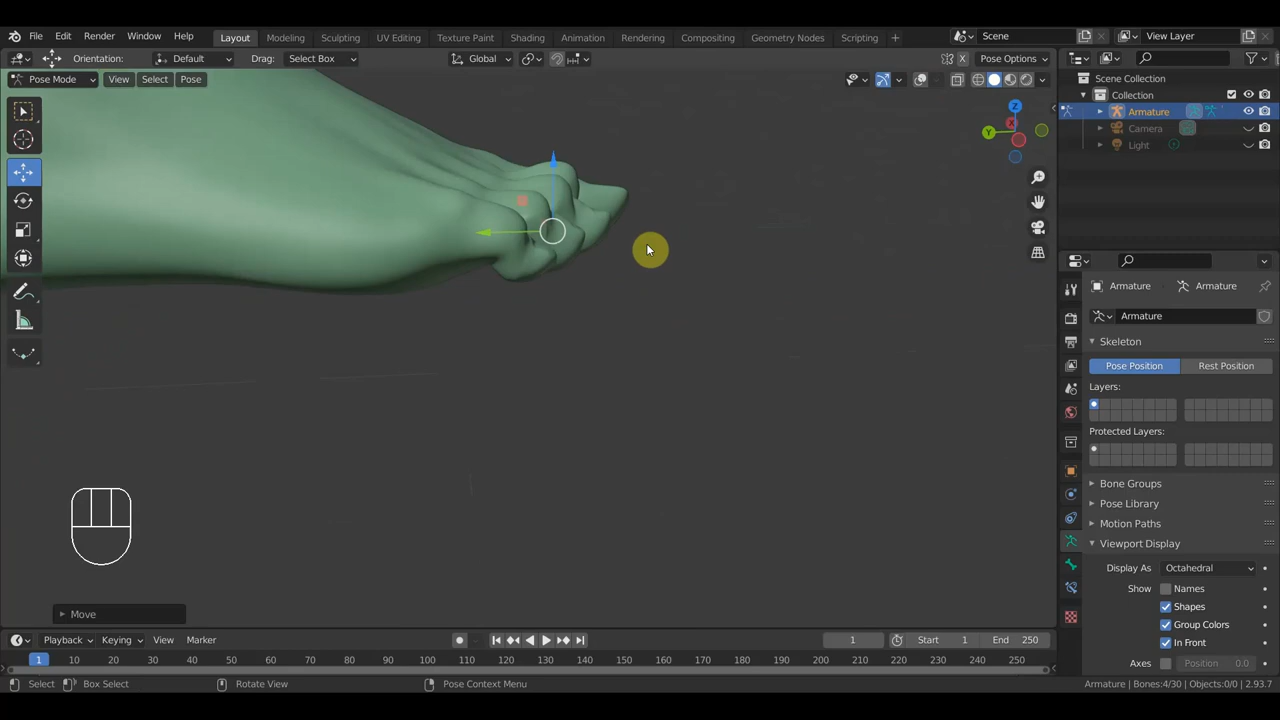 File Edit Render Window Help Layout Modeling Sculpting UV Editing Texture Paint Shading Animation Rendering Compositing Geometry Nodes Scripting + Scene View Layer
Orientation: Default Drag: Select Box Global Pose Options
Pose Mode View Select Pose
Scene Collection
Collection
Armature
Camera
Light
Z
Y
X
Armature Armature
Armature
Skeleton
Pose Position Rest Position
Layers:
Protected Layers:
Bone Groups
Pose Library
Motion Paths
Viewport Display
Display As Octahedral
Show Names
Shapes
Group Colors
In Front
Axes Position 0.0
Move
Playback Keying View Marker 1 Start 1 End 250
1 10 20 30 40 50 60 70 80 90 100 110 120 130 140 150 160 170 180 190 200 210 220 230 240 250
Select Box Select Rotate View Pose Context Menu Armature | Bones:4/30 | Objects:0/0 | 2.93.7